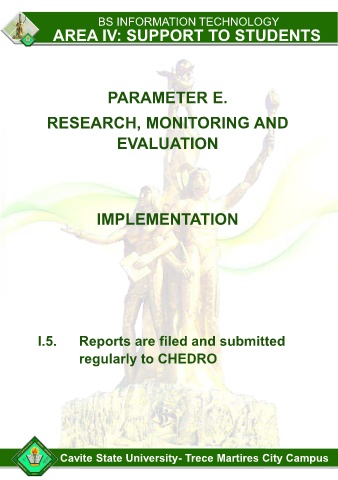 BS INFORMATION TECHNOLOGY
AREA IV: SUPPORT TO STUDENTS
PARAMETER E.
RESEARCH, MONITORING AND
EVALUATION
IMPLEMENTATION
I.5. Reports are filed and submitted
regularly to CHEDRO
Cavite State University- Trece Martires City Campus